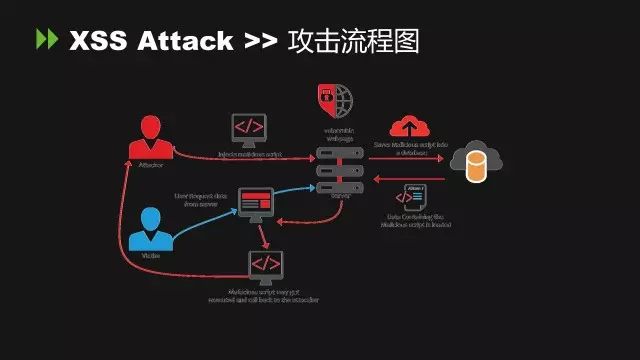 XSS Attack >> 攻击流程图
vulnerable
Webpage
Injects malicious script
Saves Malicious script into
a database
Attacker
User Request data
from server
Server
Data Containing the
Malicious script is loaded
Victim
Malicious script may get
executed and call back to the attacker